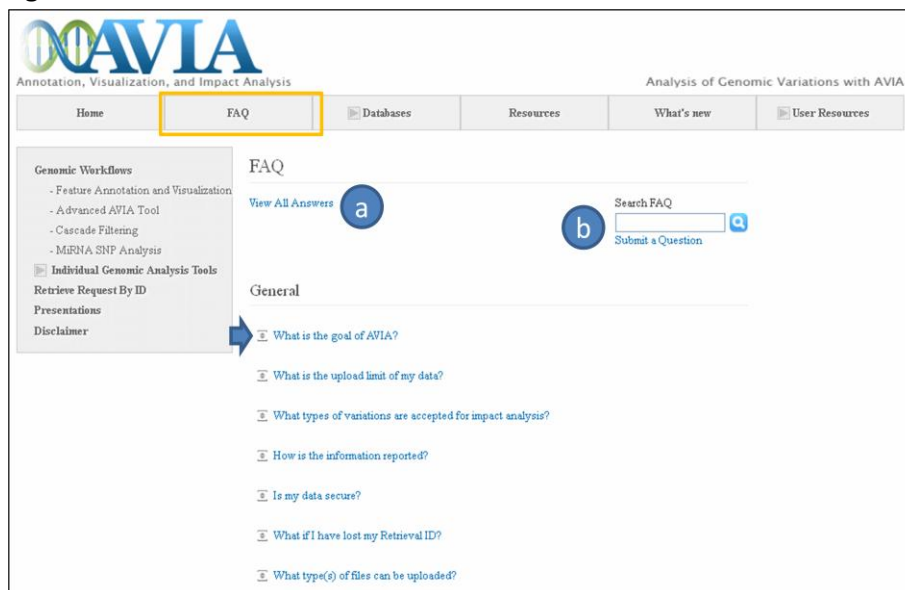 AVIA
Annotation, Visualization, and Impact Analysis
Analysis of Genomic Variations with AVIA
Home
FAQ
Databases
Resources
What's new
User Resources
Genomic Workflows
- Feature Annotation and Visualization
- Advanced AVIA Tool
- Cascade Filtering
- MiRNA SNP Analysis
Individual Genomic Analysis Tools
Retrieve Request By ID
Presentations
Disclaimer
FAQ
View All Answers
a
b
Search FAQ
Submit a Question
General
What is the goal of AVIA?
What is the upload limit of my data?
What types of variations are accepted for impact analysis?
How is the information reported?
Is my data secure?
What if I have lost my Retrieval ID?
What type(s) of files can be uploaded?